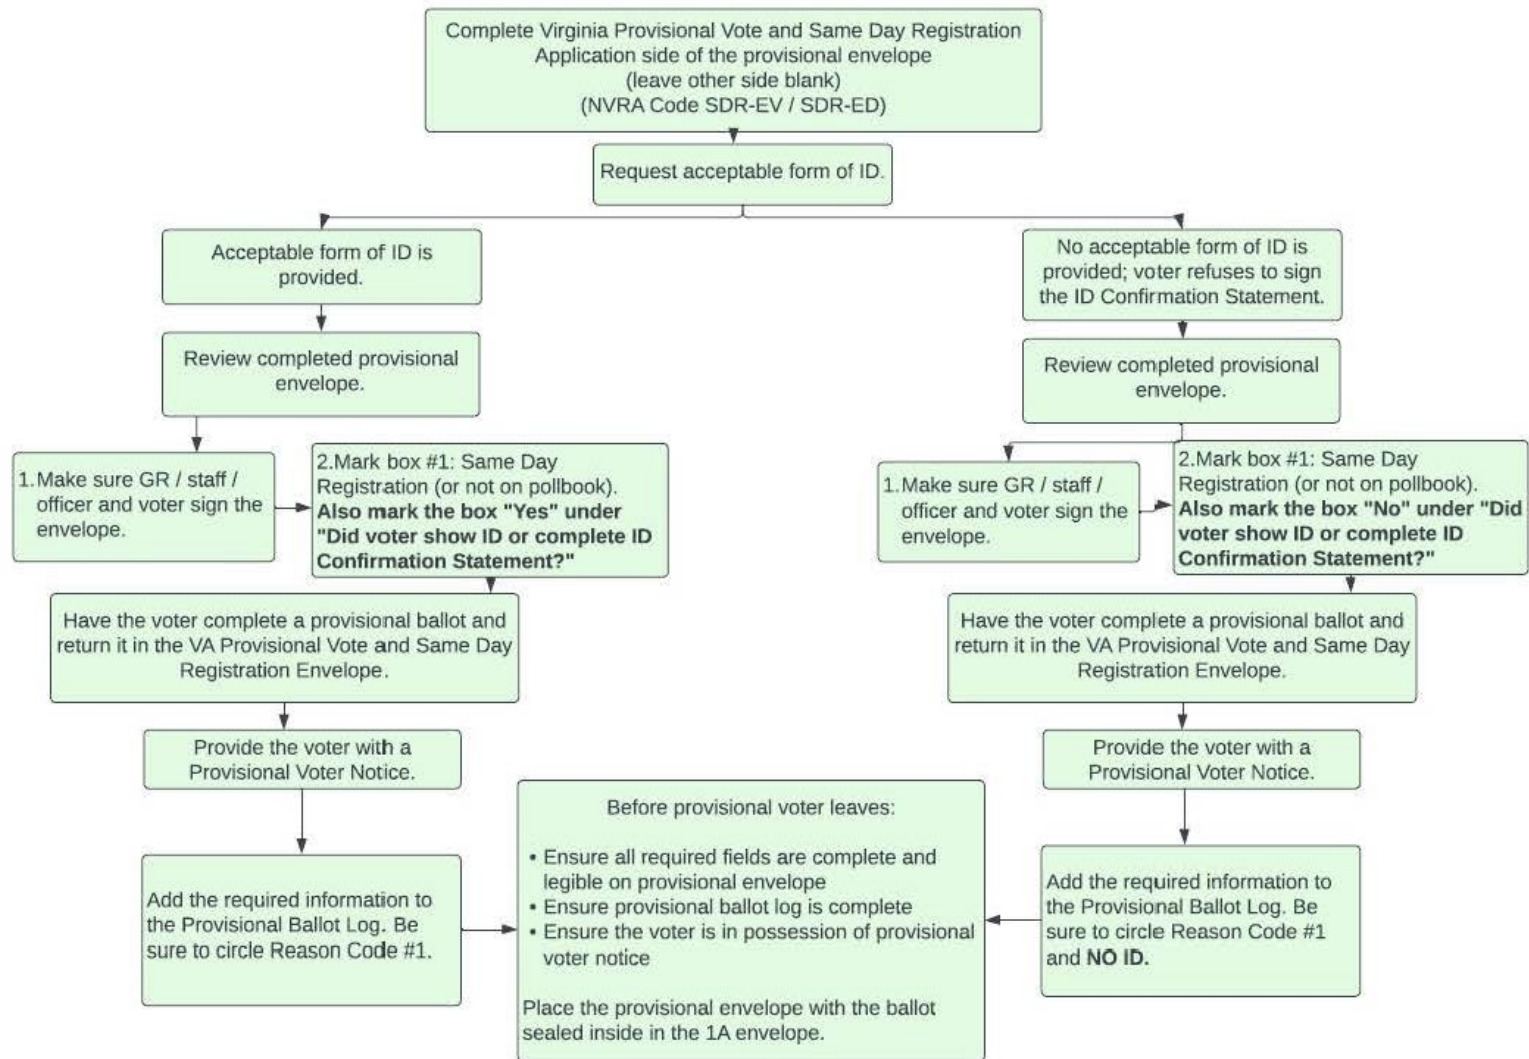 Complete Virginia Provisional Vote and Same Day Registration
Application side of the provisional envelope
(leave other side blank)
(NVRA Code SDR-EV / SDR-ED)
Request acceptable form of ID.
Acceptable form of ID is
provided.
Review completed provisional
envelope.
1.Make sure GR / staff /
officer and voter sign the
envelope.
2.Mark box #1: Same Day
Registration (or not on pollbook).
Also mark the box "Yes" under
"Did voter show ID or complete ID
Confirmation Statement?"
Have the voter complete a provisional ballot and
return it in the VA Provisional Vote and Same Day
Registration Envelope.
Provide the voter with a
Provisional Voter Notice.
Add the required information to
the Provisional Ballot Log. Be
sure to circle Reason Code #1.
No acceptable form of ID is
provided; voter refuses to sign
the ID Confirmation Statement.
Review completed provisional
envelope.
1.Make sure GR / staff /
officer and voter sign the
envelope.
2.Mark box #1: Same Day
Registration (or not on pollbook).
Also mark the box "No" under "Did
voter show ID or complete ID
Confirmation Statement?"
Have the voter complete a provisional ballot and
return it in the VA Provisional Vote and Same Day
Registration Envelope.
Provide the voter with a
Provisional Voter Notice.
Add the required information to
the Provisional Ballot Log. Be
sure to circle Reason Code #1
and NO ID.
Before provisional voter leaves:
• Ensure all required fields are complete and
legible on provisional envelope
• Ensure provisional ballot log is complete
• Ensure the voter is in possession of provisional
voter notice
Place the provisional envelope with the ballot
sealed inside in the 1A envelope.